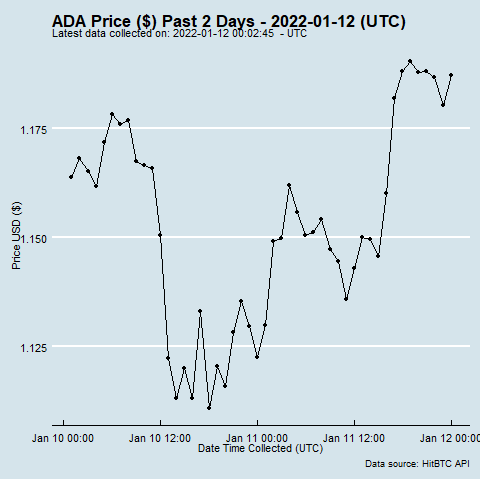 ADA Price ($) Past 2 Days - 2022-01-12 (UTC)
Latest data collected on: 2022-01-12 00:02:45  - UTC
1.175
1.150
1.125
Price USD ($)
Jan 10 00:00 Jan 10 12:00 Jan 11 00:00 Jan 11 12:00 Jan 12 00:00
Date Time Collected (UTC)
Data source: HitBTC API